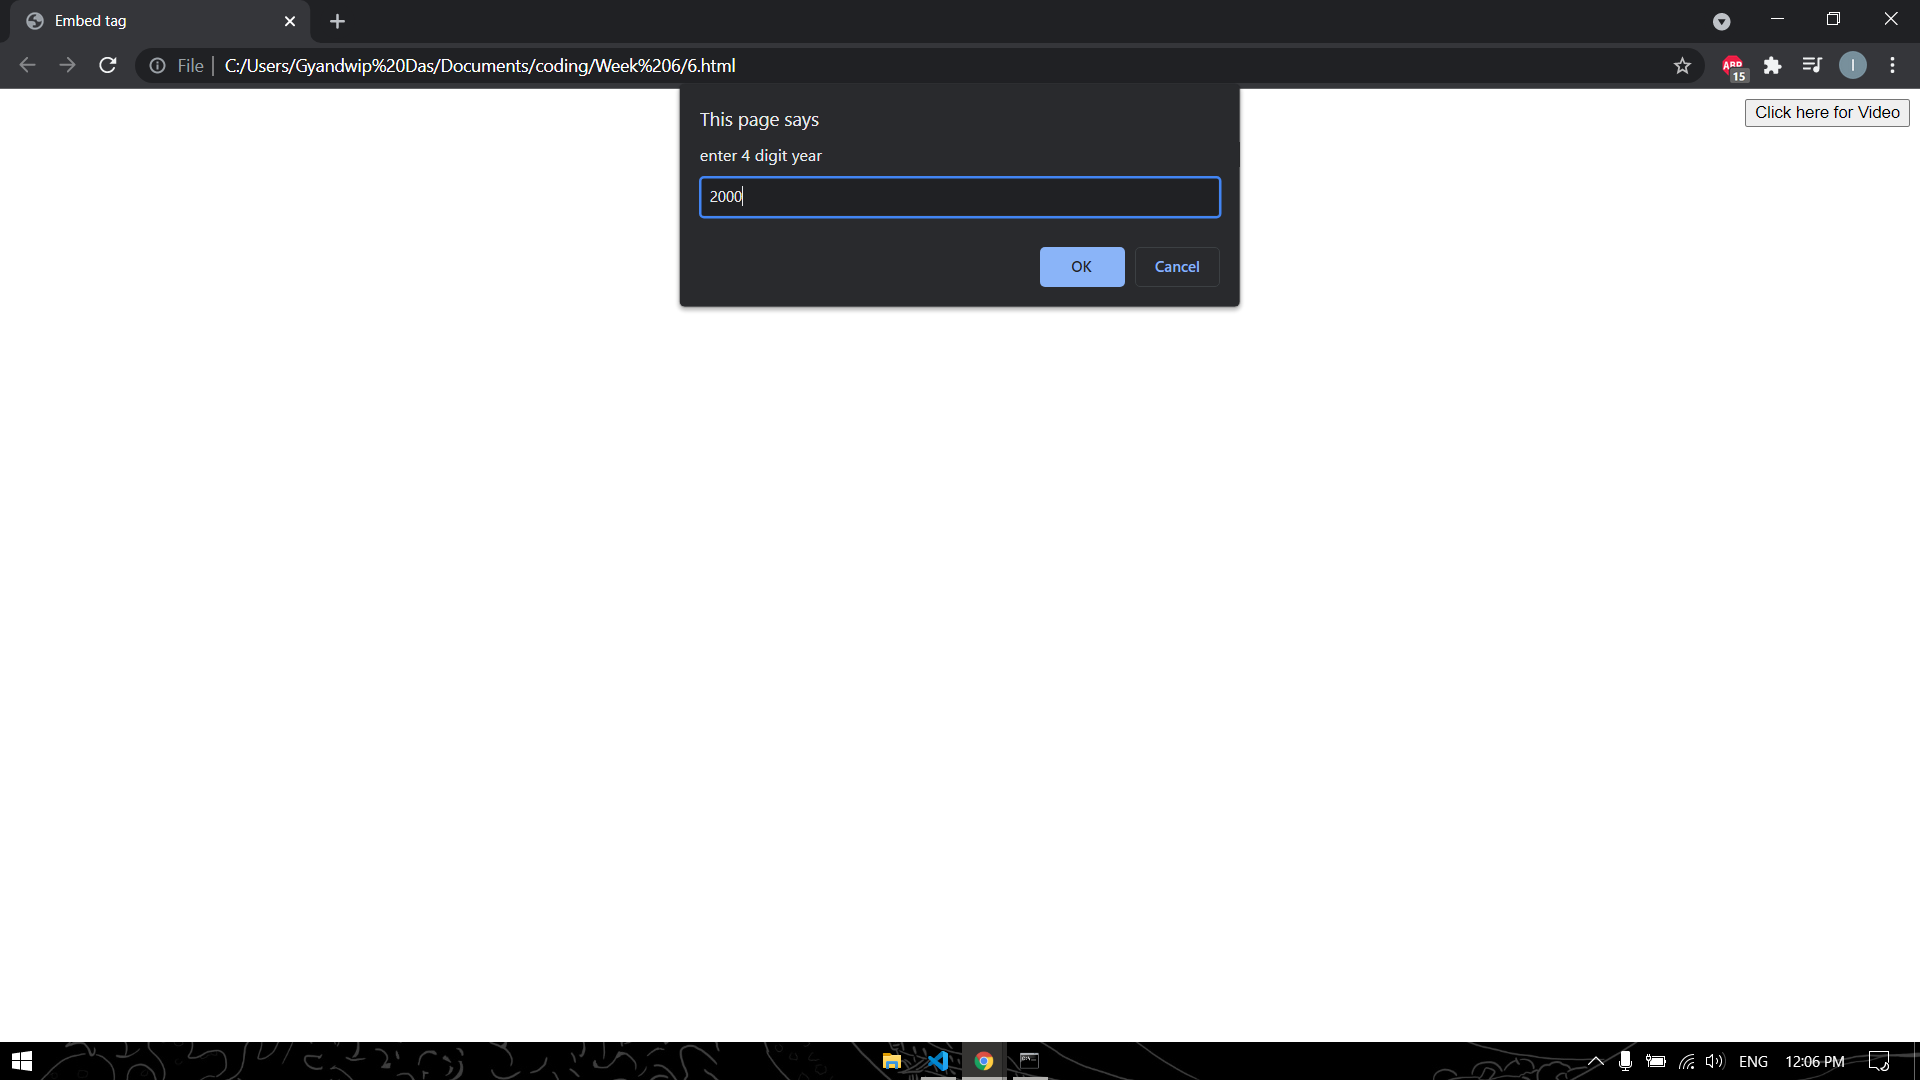 Embed tag
File
C:/Users/Gyandwip%20Das/Documents/coding/Week%206/6.html
ABP
15
I
Click here for Video
This page says
enter 4 digit year
2000
OK
Cancel
ENG
12:06 PM